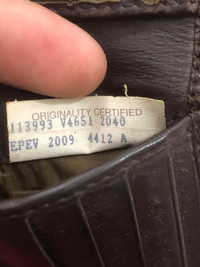 ORIGINALITY CERTIFIED
113993 V4651 2040
EPEV 2009 4412 A